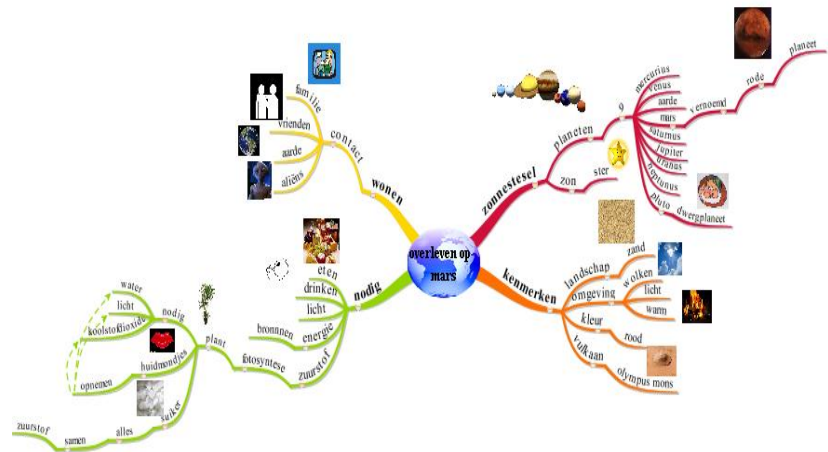 overleven op
mars
wonen
contact
familie
vrienden
aarde
aliëns
zonnestesel
planeten
9
mercurius
venus
aarde
mars
vernoemd
rode
planeet
saturnus
jupiter
uranus
neptunus
pluto
dwergplaneet
zon
ster
kenmerken
landschap
zand
omgeving
wolken
licht
warm
kleur
rood
vulkaan
olympus mons
nodig
eten
drinken
licht
energie
bronnnen
zuurstof
fotosyntese
plant
nodig
water
licht
koolstofdioxide
huidmondjes
opnemen
suiker
alles
samen
zuurstof